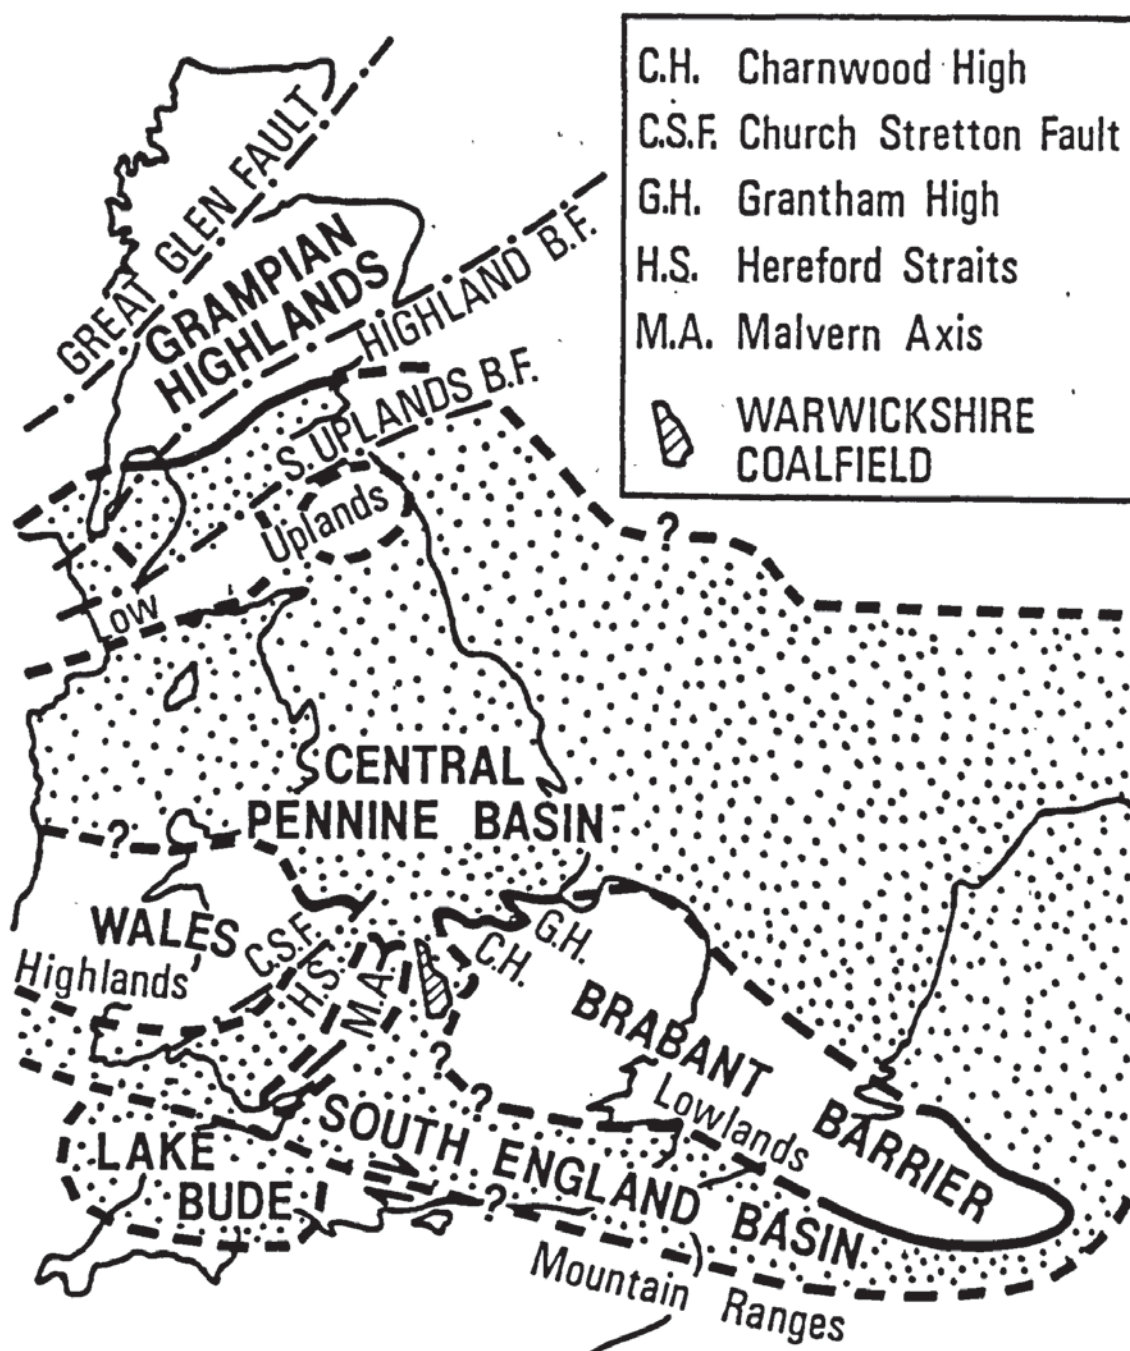 C.H. Charnwood High
C.S.F. Church Stretton Fault
G.H. Grantham High
H.S. Hereford Straits
M.A. Malvern Axis
WARWICKSHIRE
COALFIELD
GREAT GLEN FAULT
GRAMPIAN
HIGHLANDS
HIGHLAND B.F.
S. UPLANDS B.F.
Uplands
Low
?
CENTRAL
PENNINE BASIN
?
WALES
Highlands
C.S.F.
H.S.
M.A.
C.H.
G.H.
BRABANT
BARRIER
Lowlands
?
?
SOUTH ENGLAND BASIN
LAKE
BUDE
?
Mountain Ranges